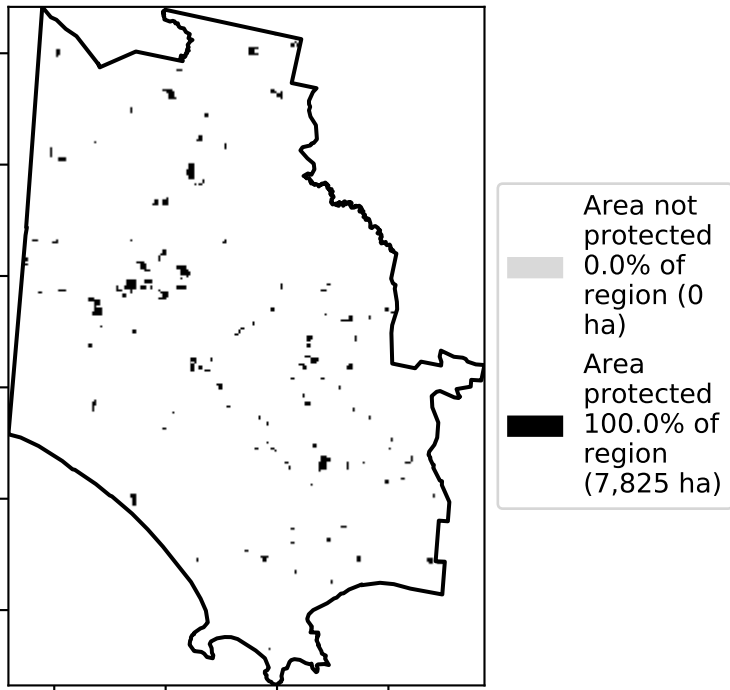 Area not
protected
0.0% of
region (0
ha)
Area
protected
100.0% of
region
(7,825 ha)